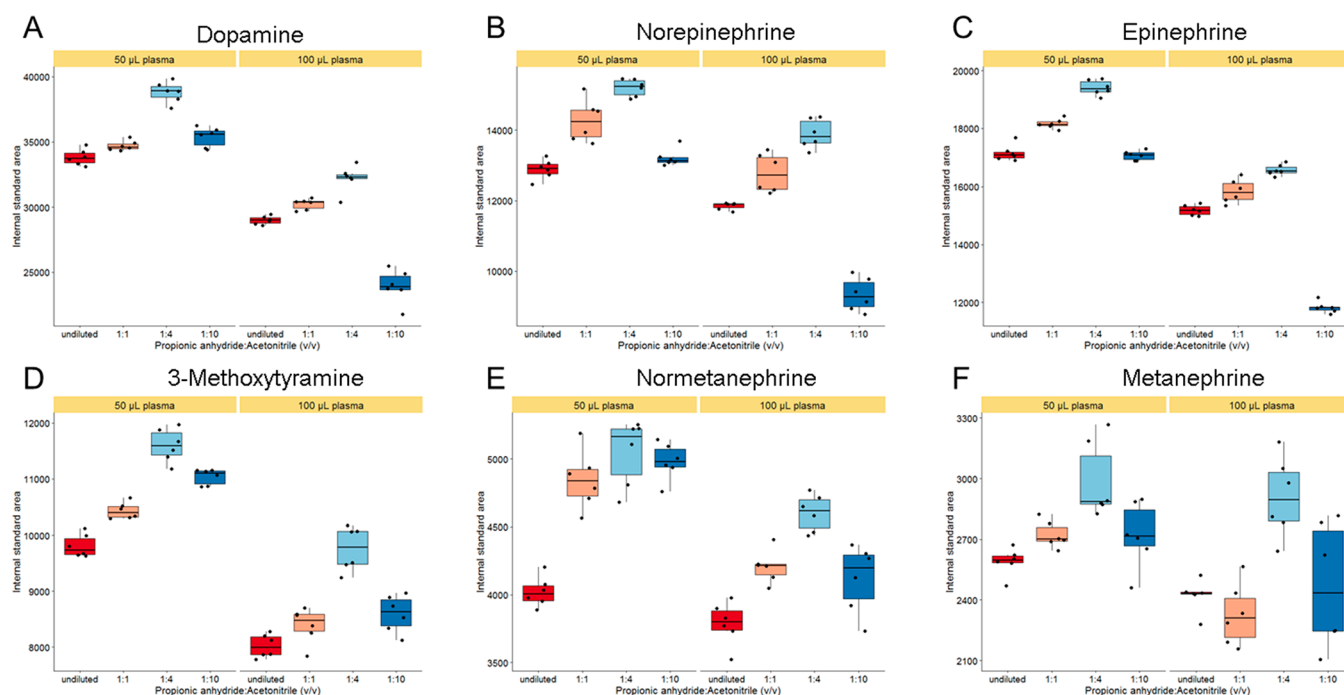 A
Dopamine
50 µL plasma
100 µL plasma
Internal standard area
40000
35000
30000
25000
undiluted 1:1 1:4 1:10 undiluted 1:1 1:4 1:10
Propionic anhydride:Acetonitrile (v/v)
B
Norepinephrine
50 µL plasma
100 µL plasma
Internal standard area
14000
12000
10000
undiluted 1:1 1:4 1:10 undiluted 1:1 1:4 1:10
Propionic anhydride:Acetonitrile (v/v)
C
Epinephrine
50 µL plasma
100 µL plasma
Internal standard area
20000
18000
16000
14000
12000
undiluted 1:1 1:4 1:10 undiluted 1:1 1:4 1:10
Propionic anhydride:Acetonitrile (v/v)
D
3-Methoxytyramine
50 µL plasma
100 µL plasma
Internal standard area
12000
11000
10000
9000
8000
undiluted 1:1 1:4 1:10 undiluted 1:1 1:4 1:10
Propionic anhydride:Acetonitrile (v/v)
E
Normetanephrine
50 µL plasma
100 µL plasma
Internal standard area
5000
4500
4000
3500
undiluted 1:1 1:4 1:10 undiluted 1:1 1:4 1:10
Propionic anhydride:Acetonitrile (v/v)
F
Metanephrine
50 µL plasma
100 µL plasma
Internal standard area
3300
3000
2700
2400
2100
undiluted 1:1 1:4 1:10 undiluted 1:1 1:4 1:10
Propionic anhydride:Acetonitrile (v/v)